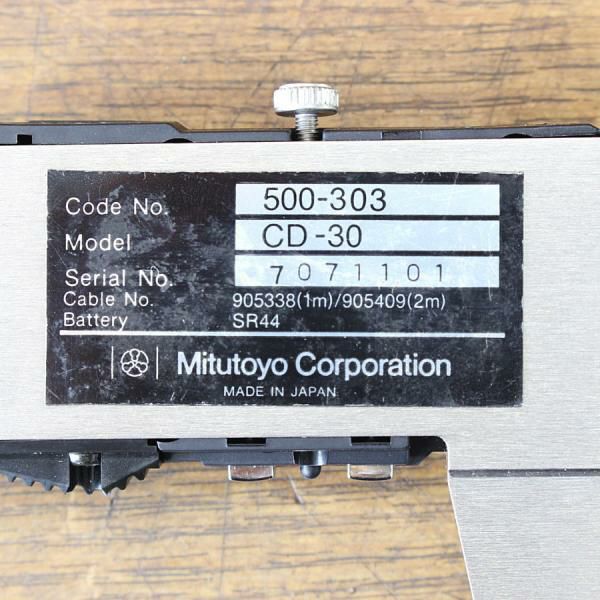 Code No. 500-303
Model CD-30
Serial No. 7071101
Cable No. 905338(1m)/905409(2m)
Battery SR44
Mitutoyo Corporation
MADE IN JAPAN